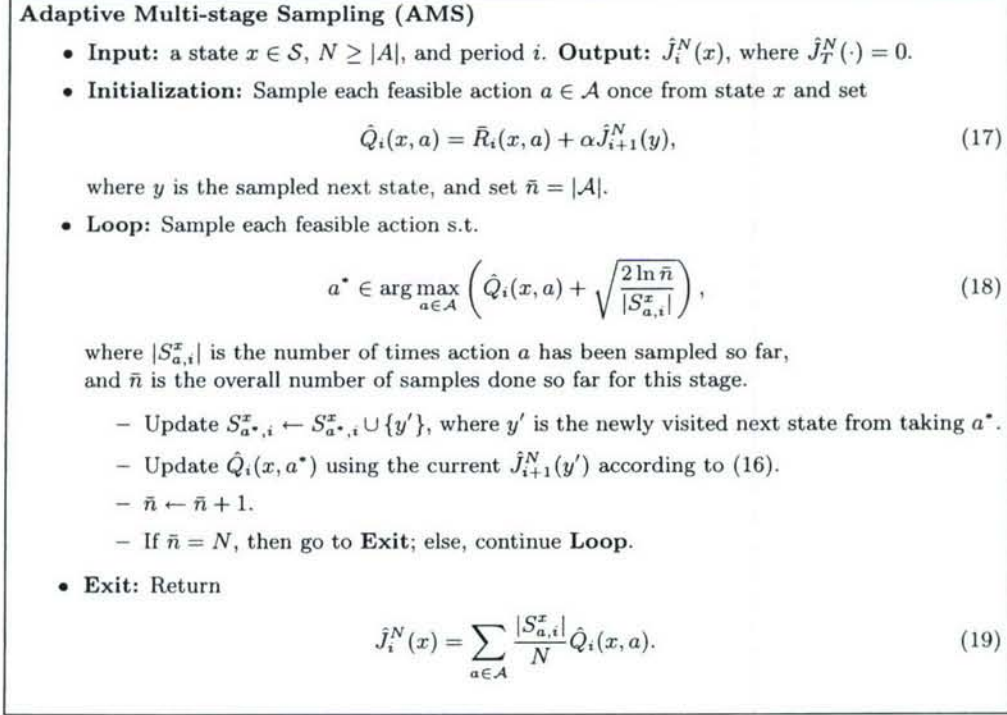 Adaptive Multi-stage Sampling (AMS)
• Input: a state x ∈ S, N ≥ |A|, and period i. Output: Ĵ_i^N(x), where Ĵ_T^N(·) = 0.
• Initialization: Sample each feasible action a ∈ A once from state x and set
Q̂_i(x, a) = R̄_i(x, a) + αĴ_{i+1}^N(y), (17)
where y is the sampled next state, and set n̄ = |A|.
• Loop: Sample each feasible action s.t.
a* ∈ arg max_{a∈A} ( Q̂_i(x, a) + √(2 ln n̄ / |S_{a,i}^x|) ), (18)
where |S_{a,i}^x| is the number of times action a has been sampled so far,
and n̄ is the overall number of samples done so far for this stage.
– Update S_{a*,i}^x ← S_{a*,i}^x ∪ {y′}, where y′ is the newly visited next state from taking a*.
– Update Q̂_i(x, a*) using the current Ĵ_{i+1}^N(y′) according to (16).
– n̄ ← n̄ + 1.
– If n̄ = N, then go to Exit; else, continue Loop.
• Exit: Return
Ĵ_i^N(x) = ∑_{a∈A} |S_{a,i}^x| / N Q̂_i(x, a). (19)